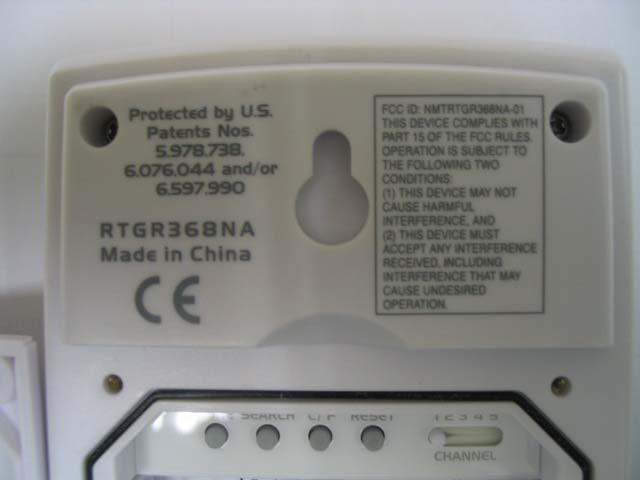 Protected by U.S.
Patents Nos.
5.978.738.
6.076.044 and/or
6.597.990
RTGR368NA
Made in China
CE
FCC ID: NMTRTGR368NA-01
THIS DEVICE COMPLIES WITH
PART 15 OF THE FCC RULES.
OPERATION IS SUBJECT TO
THE FOLLOWING TWO
CONDITIONS:
(1) THIS DEVICE MAY NOT
CAUSE HARMFUL
INTERFERENCE, AND
(2) THIS DEVICE MUST
ACCEPT ANY INTERFERENCE
RECEIVED, INCLUDING
INTERFERENCE THAT MAY
CAUSE UNDESIRED
OPERATION.
SEARCH C/F RESET 1 2 3 4 5
CHANNEL